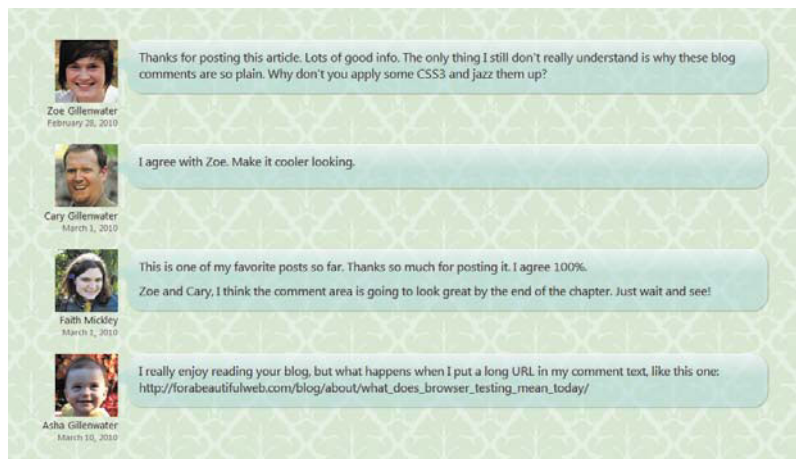 Thanks for posting this article. Lots of good info. The only thing I still don't really understand is why these blog
comments are so plain. Why don't you apply some CSS3 and jazz them up?
Zoe Gillenwater
February 28, 2010
I agree with Zoe. Make it cooler looking.
Cary Gillenwater
March 1, 2010
This is one of my favorite posts so far. Thanks so much for posting it. I agree 100%.
Zoe and Cary, I think the comment area is going to look great by the end of the chapter. Just wait and see!
Faith Mickley
March 1, 2010
I really enjoy reading your blog, but what happens when I put a long URL in my comment text, like this one:
http://forabeautifulweb.com/blog/about/what_does_browser_testing_mean_today/
Asha Gillenwater
March 10, 2010